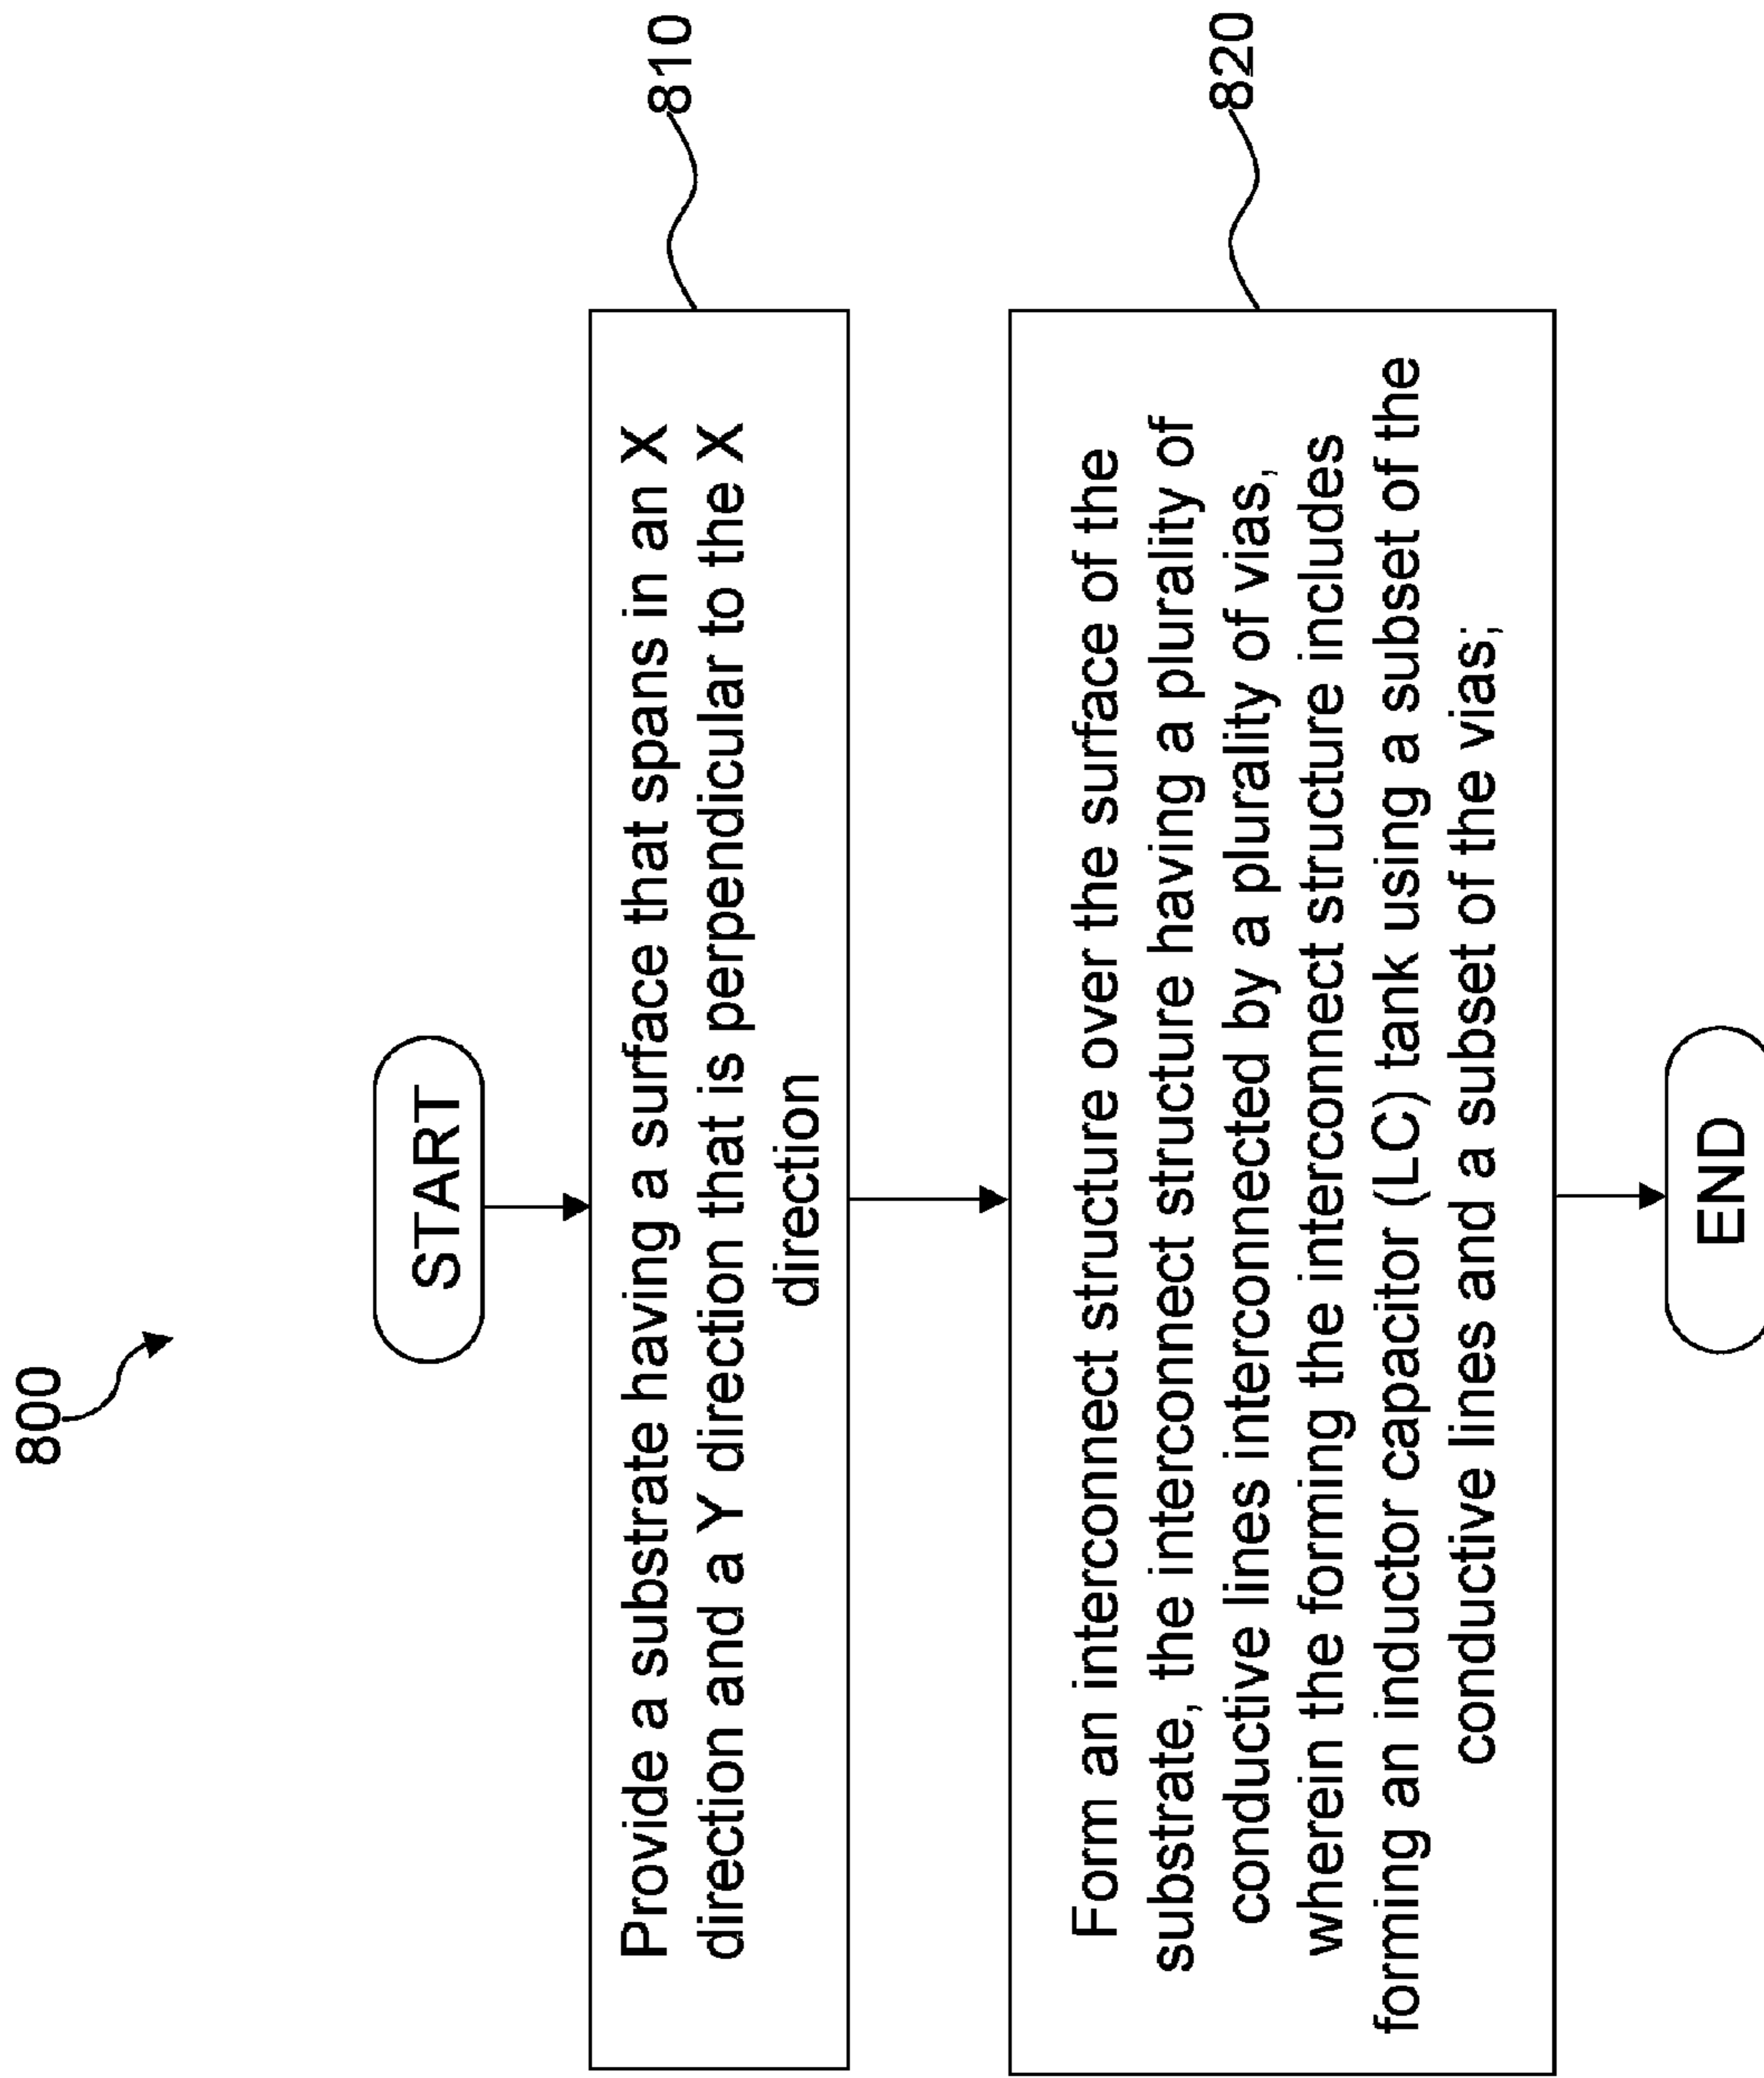 800
START
Provide a substrate having a surface that spans in an X
direction and a Y direction that is perpendicular to the X
direction
810
Form an interconnect structure over the surface of the
substrate, the interconnect structure having a plurality of
conductive lines interconnected by a plurality of vias,
wherein the forming the interconnect structure includes
forming an inductor capacitor (LC) tank using a subset of the
conductive lines and a subset of the vias;
820
END